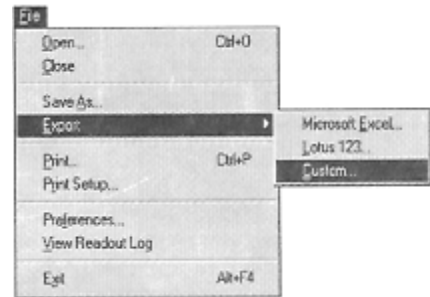 File
Open... Ctrl+O
Close
Save As...
Export
Microsoft Excel...
Lotus 123...
Custom...
Print... Ctrl+P
Print Setup...
Preferences...
View Readout Log
Exit Alt+F4